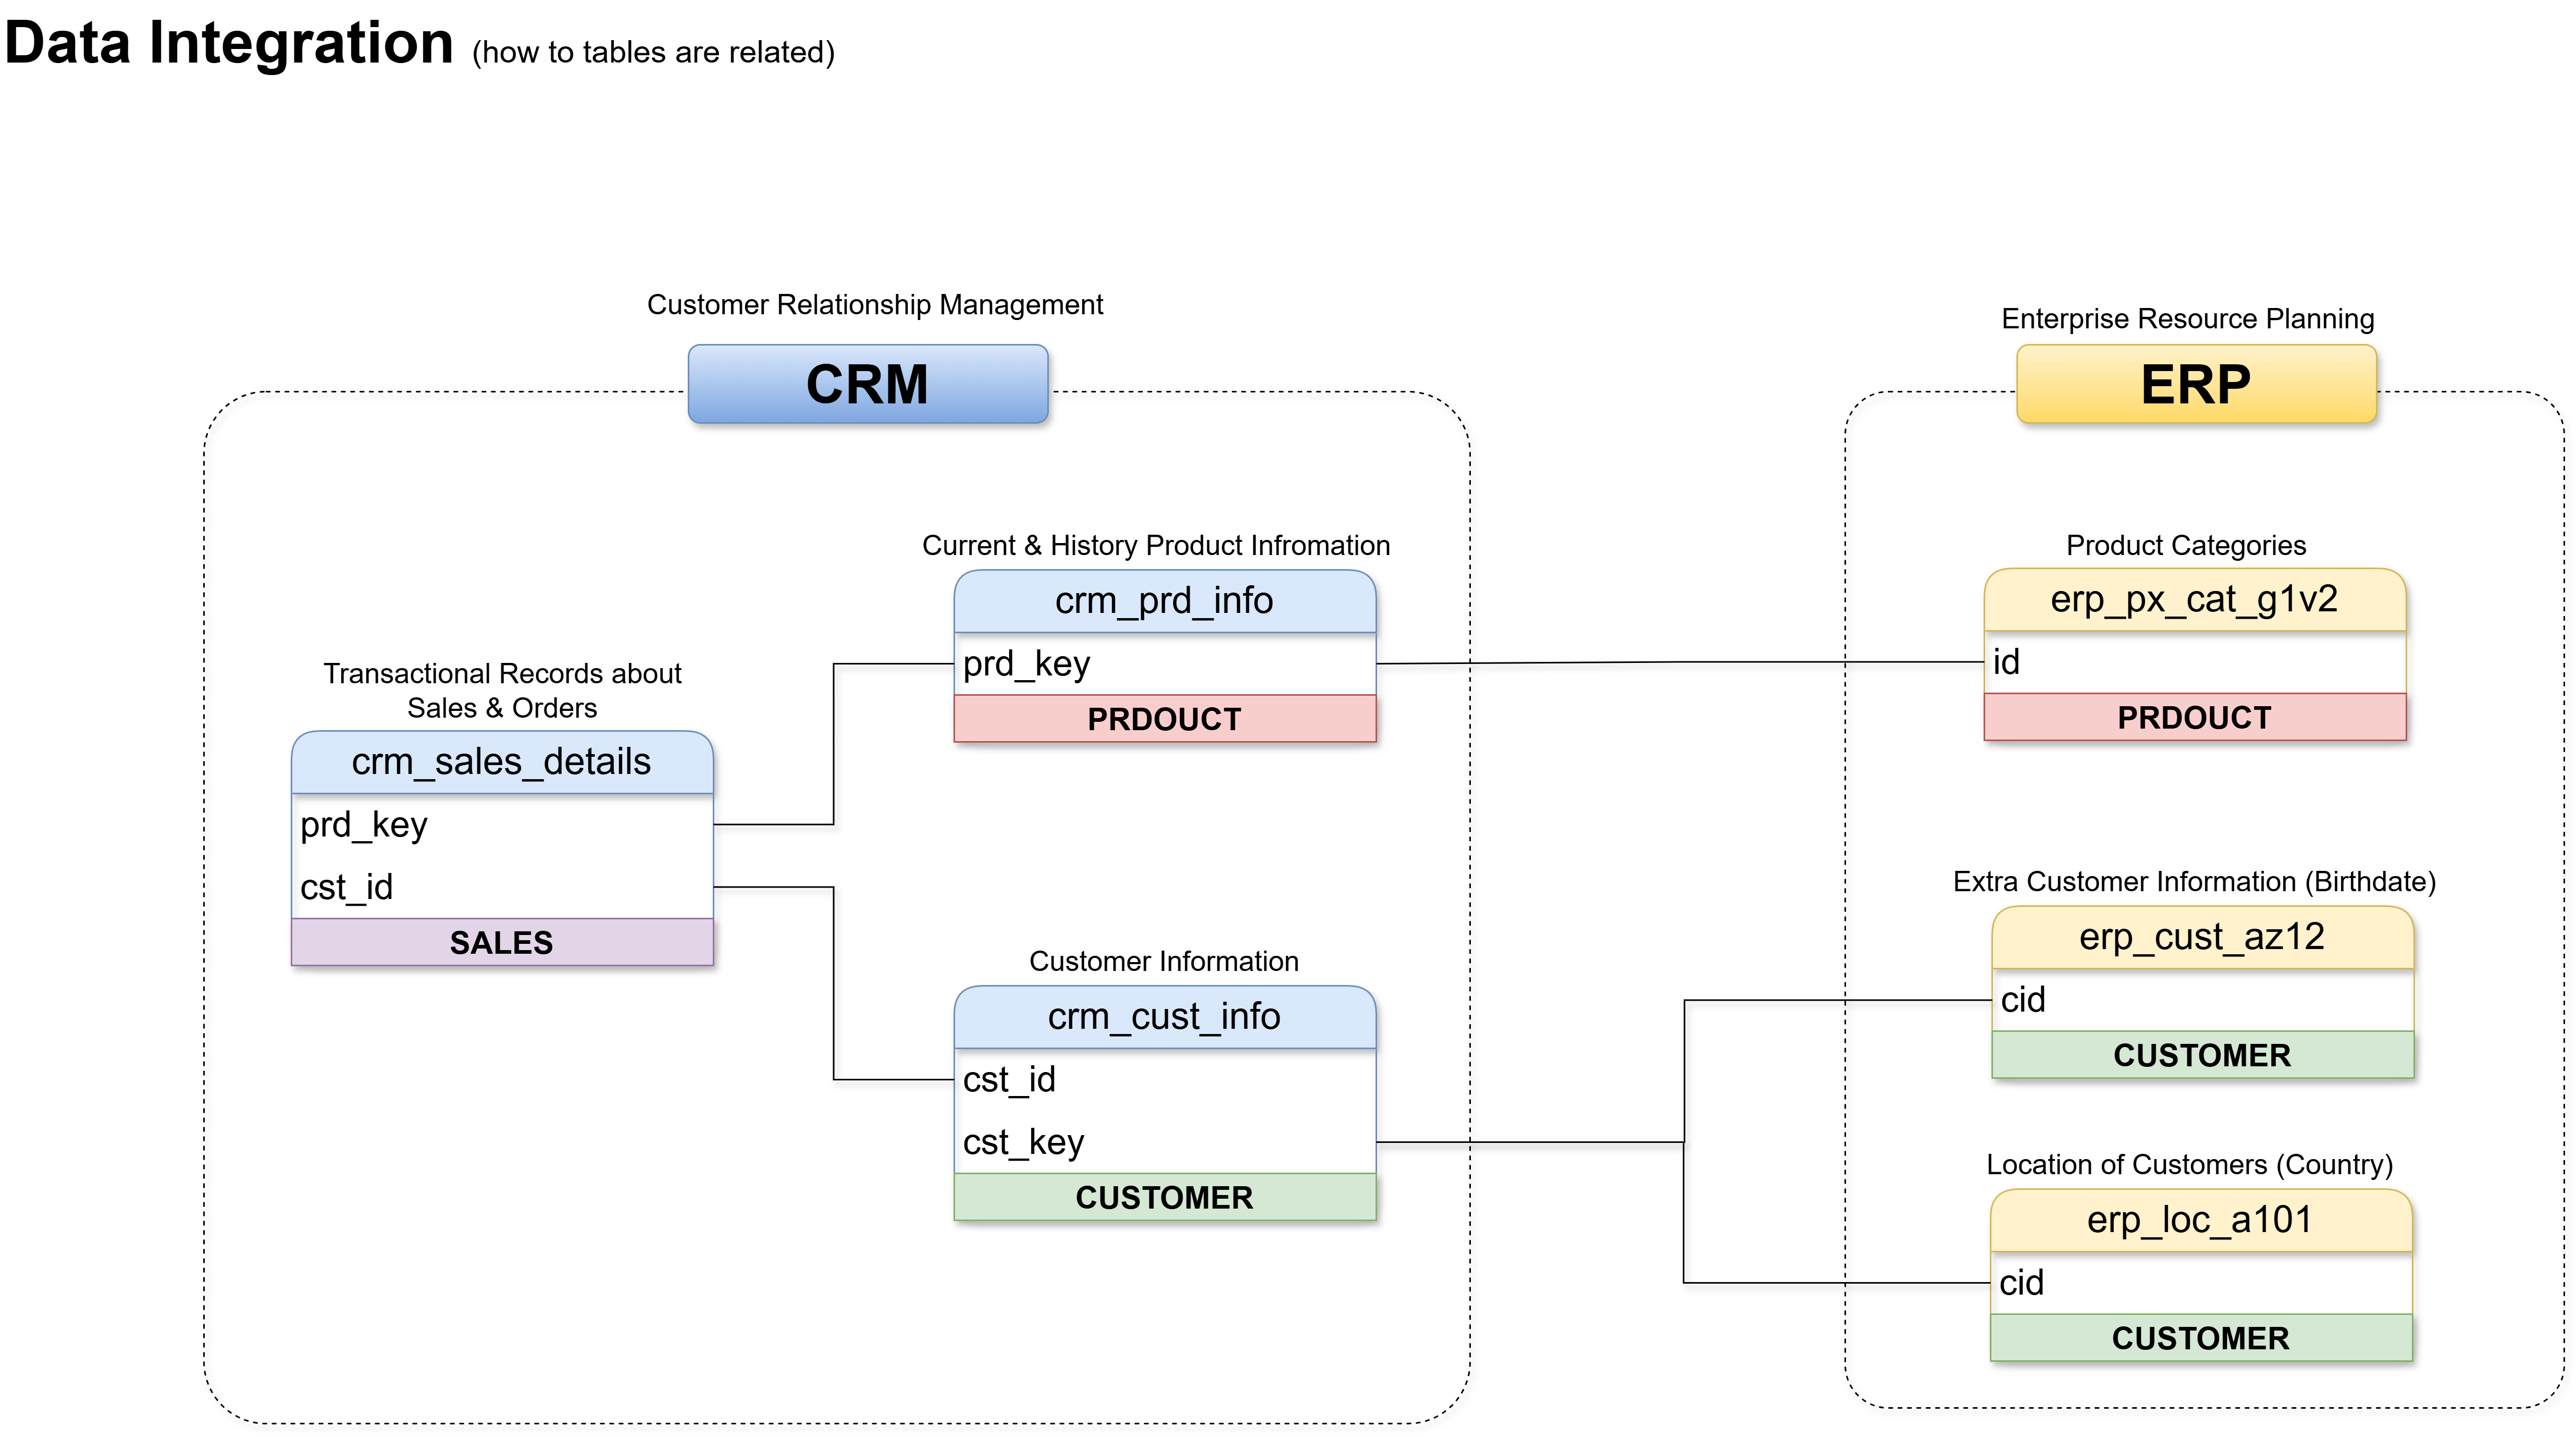 Data Integration (how to tables are related)
Customer Relationship Management
CRM
Transactional Records about
Sales & Orders
crm_sales_details
prd_key
cst_id
SALES
Current & History Product Infromation
crm_prd_info
prd_key
PRDOUCT
Customer Information
crm_cust_info
cst_id
cst_key
CUSTOMER
Enterprise Resource Planning
ERP
Product Categories
erp_px_cat_g1v2
id
PRDOUCT
Extra Customer Information (Birthdate)
erp_cust_az12
cid
CUSTOMER
Location of Customers (Country)
erp_loc_a101
cid
CUSTOMER